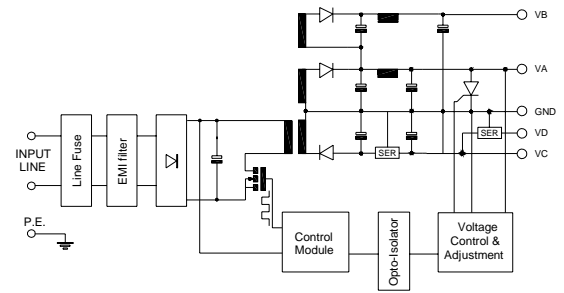 VB
VA
GND
SER
VD
SER
VC
INPUT
LINE
Line Fuse
EMI filter
P.E.
Control
Module
Opto-Isolator
Voltage
Control &
Adjustment